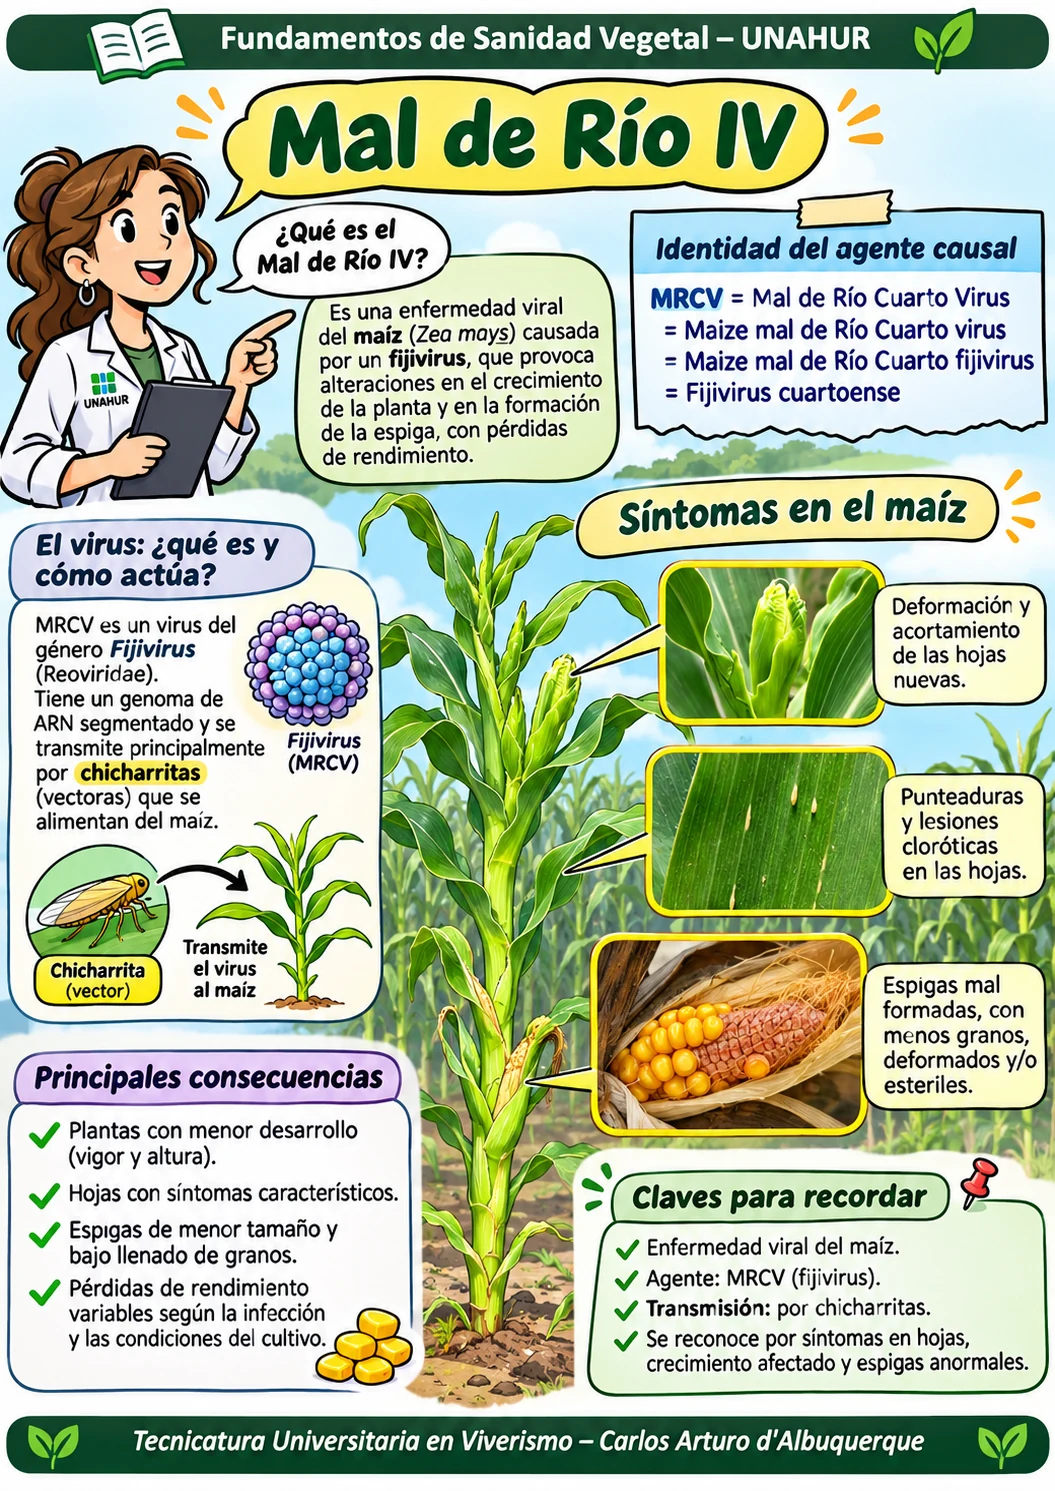 Fundamentos de Sanidad Vegetal – UNAHUR
Mal de Río IV
¿Qué es el
Mal de Río IV?
Es una enfermedad viral
del maíz (Zea mays) causada
por un fijivirus, que provoca
alteraciones en el crecimiento
de la planta y en la formación
de la espiga, con pérdidas
de rendimiento.
UNAHUR
Identidad del agente causal
MRCV = Mal de Río Cuarto Virus
= Maize mal de Río Cuarto virus
= Maize mal de Río Cuarto fijivirus
= Fijivirus cuartoense
El virus: ¿qué es y
cómo actúa?
MRCV es un virus del
género Fijivirus
(Reoviridae).
Tiene un genoma de
ARN segmentado y se
transmite principalmente
por chicharritas
(vectoras) que se
alimentan del maíz.
Fijivirus
(MRCV)
Chicharrita
(vector)
Transmite
el virus
al maíz
Síntomas en el maíz
Deformación y
acortamiento
de las hojas
nuevas.
Punteaduras
y lesiones
cloróticas
en las hojas.
Espigas mal
formadas, con
menos granos,
deformados y/o
esteriles.
Principales consecuencias
Plantas con menor desarrollo
(vigor y altura).
Hojas con síntomas característicos.
Espigas de menor tamaño y
bajo llenado de granos.
Pérdidas de rendimiento
variables según la infección
y las condiciones del cultivo.
Claves para recordar
Enfermedad viral del maíz.
Agente: MRCV (fijivirus).
Transmisión: por chicharritas.
Se reconoce por síntomas en hojas,
crecimiento afectado y espigas anormales.
Tecnicatura Universitaria en Viverismo – Carlos Arturo d'Albuquerque